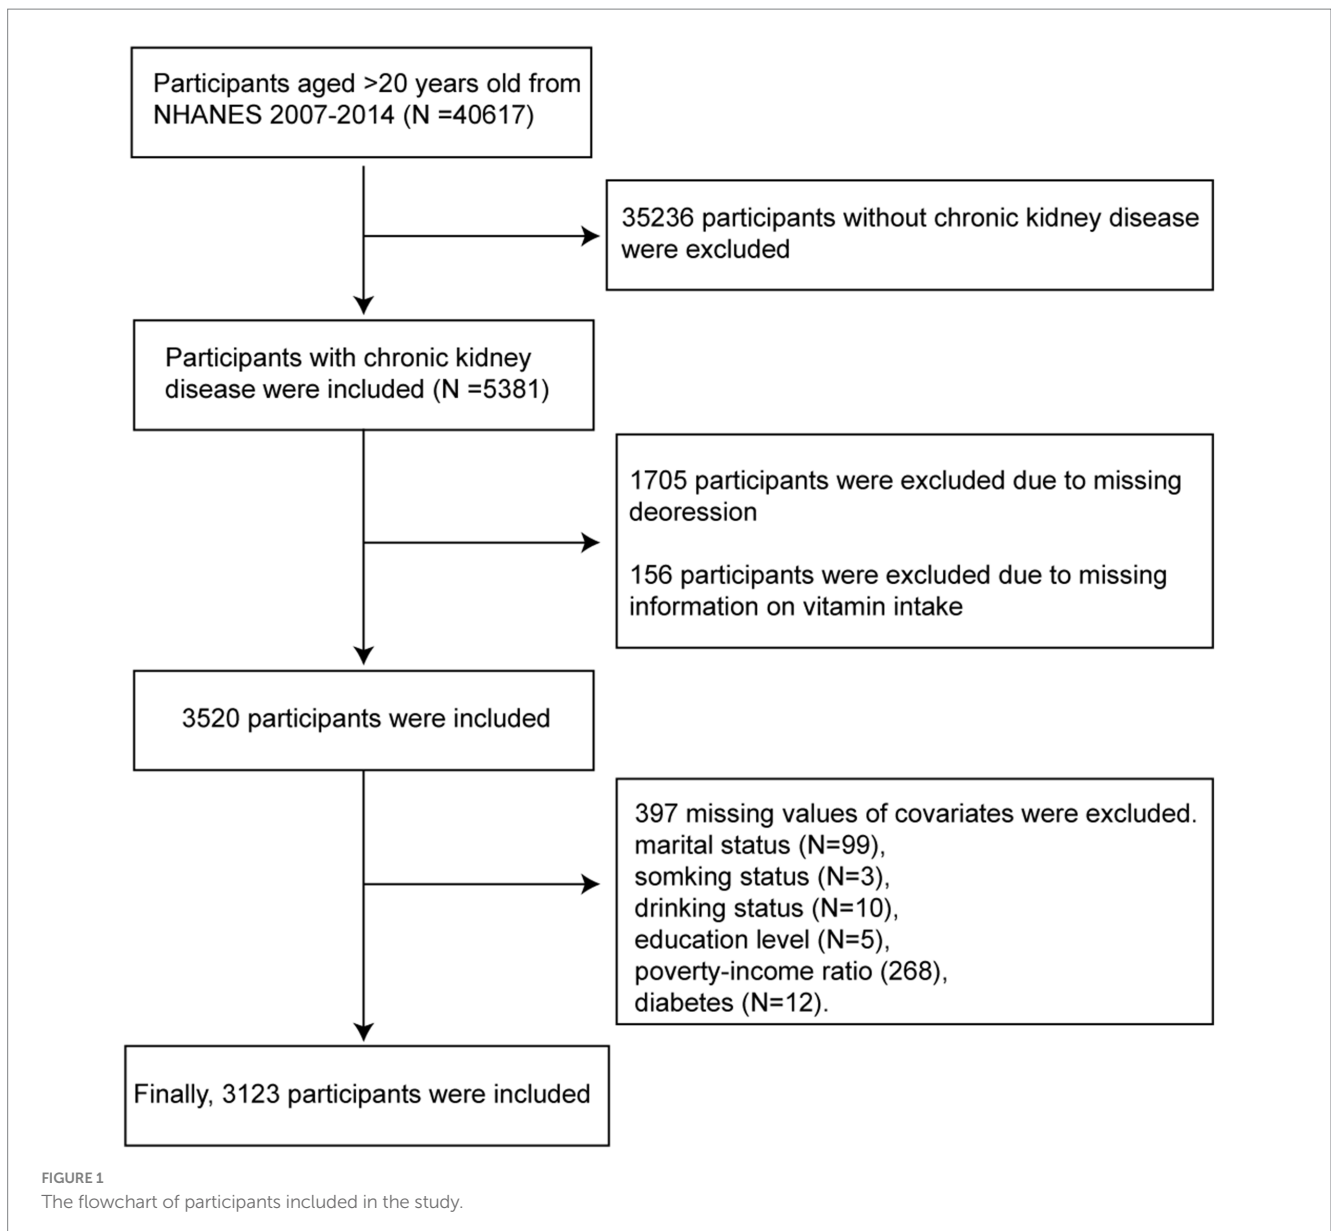 Participants aged >20 years old from
NHANES 2007-2014 (N =40617)
35236 participants without chronic kidney disease
were excluded
Participants with chronic kidney
disease were included (N =5381)
1705 participants were excluded due to missing
deoression
156 participants were excluded due to missing
information on vitamin intake
3520 participants were included
397 missing values of covariates were excluded.
marital status (N=99),
somking status (N=3),
drinking status (N=10),
education level (N=5),
poverty-income ratio (268),
diabetes (N=12).
Finally, 3123 participants were included
FIGURE 1
The flowchart of participants included in the study.